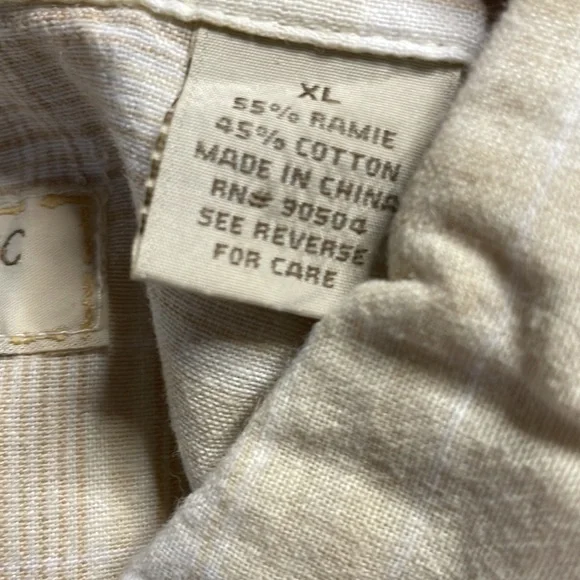 XL
55% RAMIE
45% COTTON
MADE IN CHINA
RN# 90504
SEE REVERSE
FOR CARE
C